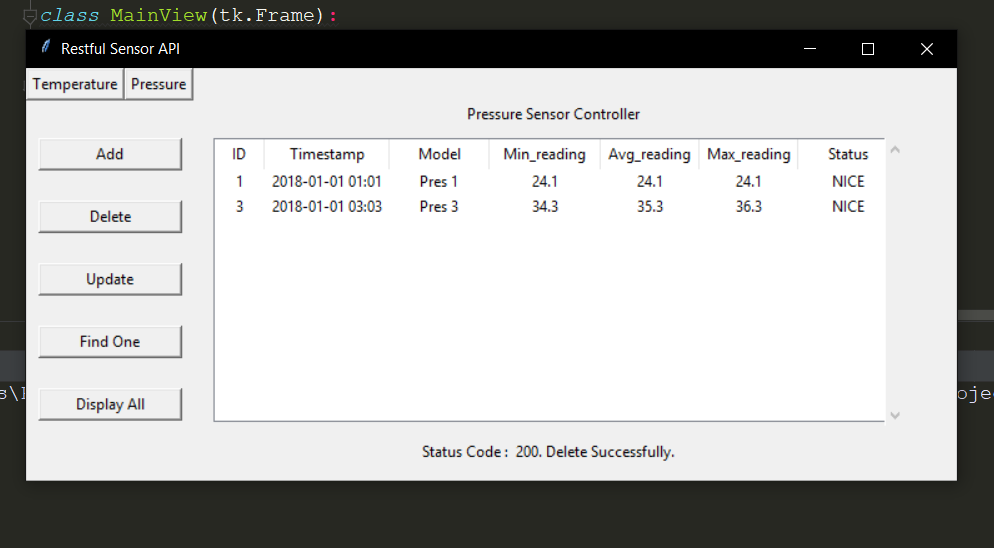 class MainView(tk.Frame):
Restful Sensor API
Temperature Pressure
Pressure Sensor Controller
Add
Delete
Update
Find One
Display All
ID Timestamp Model Min_reading Avg_reading Max_reading Status
1 2018-01-01 01:01 Pres 1 24.1 24.1 24.1 NICE
3 2018-01-01 03:03 Pres 3 34.3 35.3 36.3 NICE
Status Code : 200. Delete Successfully.